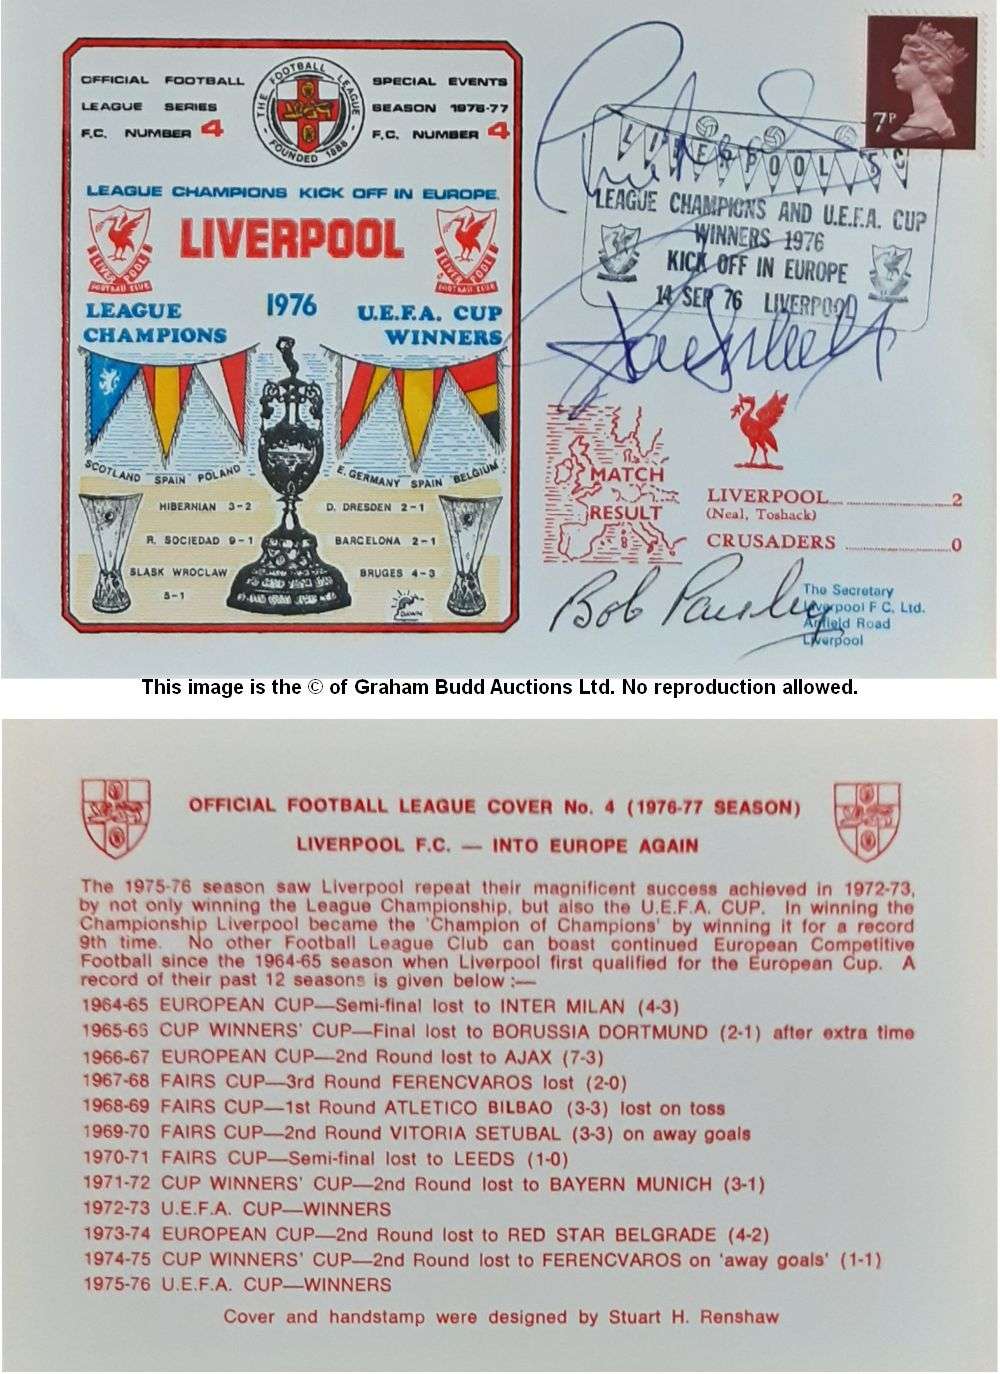 OFFICIAL FOOTBALL
LEAGUE SERIES
F.C. NUMBER 4
THE FOOTBALL LEAGUE
FOUNDED 1888
SPECIAL EVENTS
SEASON 1976-77
F.C. NUMBER 4
LEAGUE CHAMPIONS KICK OFF IN EUROPE.
LIVERPOOL
LIVERPOOL
FOOTBALL CLUB
LIVERPOOL
FOOTBALL CLUB
LEAGUE
CHAMPIONS
1976
U.E.F.A. CUP
WINNERS
SCOTLAND SPAIN POLAND
E. GERMANY SPAIN BELGIUM
HIBERNIAN 3-2
R. SOCIEDAD 9-1
SLASK WROCLAW
5-1
D. DRESDEN 2-1
BARCELONA 2-1
BRUGES 4-3
DAWN
7P
LIVERPOOL FC
LEAGUE CHAMPIONS AND U.E.F.A. CUP
WINNERS 1976
KICK OFF IN EUROPE
14 SEP 76 LIVERPOOL
MATCH
RESULT
LIVERPOOL 2
(Neal, Toshack)
CRUSADERS 0
Bob Paisley
The Secretary
Liverpool F C. Ltd.
Anfield Road
Liverpool
This image is the © of Graham Budd Auctions Ltd. No reproduction allowed.
OFFICIAL FOOTBALL LEAGUE COVER No. 4 (1976-77 SEASON)
LIVERPOOL F.C. — INTO EUROPE AGAIN
The 1975-76 season saw Liverpool repeat their magnificent success achieved in 1972-73,
by not only winning the League Championship, but also the U.E.F.A. CUP. In winning the
Championship Liverpool became the 'Champion of Champions' by winning it for a record
9th time. No other Football League Club can boast continued European Competitive
Football since the 1964-65 season when Liverpool first qualified for the European Cup. A
record of their past 12 seasons is given below :—
1964-65 EUROPEAN CUP—Semi-final lost to INTER MILAN (4-3)
1965-66 CUP WINNERS' CUP—Final lost to BORUSSIA DORTMUND (2-1) after extra time
1966-67 EUROPEAN CUP—2nd Round lost to AJAX (7-3)
1967-68 FAIRS CUP—3rd Round FERENCVAROS lost (2-0)
1968-69 FAIRS CUP—1st Round ATLETICO BILBAO (3-3) lost on toss
1969-70 FAIRS CUP—2nd Round VITORIA SETUBAL (3-3) on away goals
1970-71 FAIRS CUP—Semi-final lost to LEEDS (1-0)
1971-72 CUP WINNERS' CUP—2nd Round lost to BAYERN MUNICH (3-1)
1972-73 U.E.F.A. CUP—WINNERS
1973-74 EUROPEAN CUP—2nd Round lost to RED STAR BELGRADE (4-2)
1974-75 CUP WINNERS' CUP—2nd Round lost to FERENCVAROS on 'away goals' (1-1)
1975-76 U.E.F.A. CUP—WINNERS
Cover and handstamp were designed by Stuart H. Renshaw